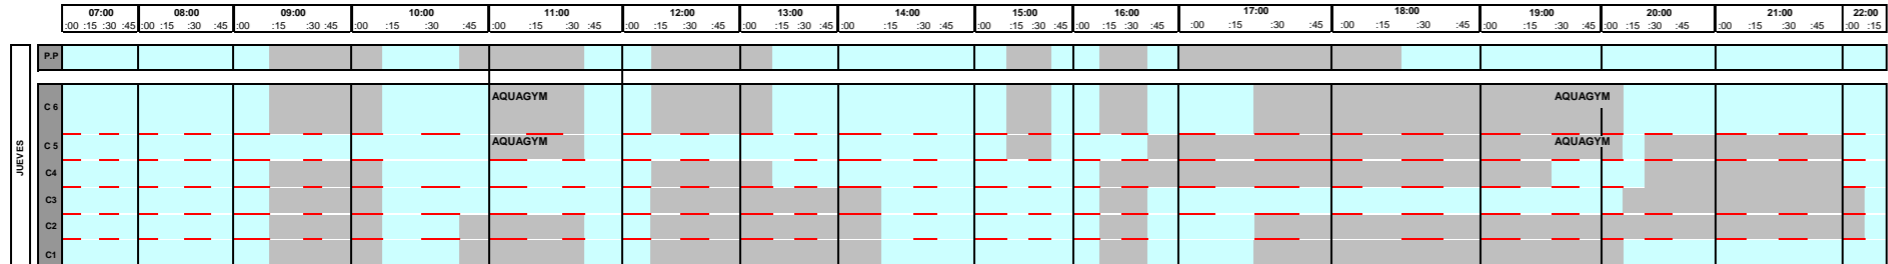 07:00 08:00 09:00 10:00 11:00 12:00 13:00 14:00 15:00 16:00 17:00 18:00 19:00 20:00 21:00 22:00
:00 :15 :30 :45 :00 :15 :30 :45 :00 :15 :30 :45 :00 :15 :30 :45 :00 :15 :30 :45 :00 :15 :30 :45 :00 :15 :30 :45 :00 :15 :30 :45 :00 :15 :30 :45 :00 :15 :30 :45 :00 :15 :30 :45 :00 :15 :30 :45 :00 :15 :30 :45 :00 :15 :30 :45 :00 :15 :30 :45 :00 :15
P.P
JUEVES
C 6 AQUAGYM AQUAGYM
C 5 AQUAGYM AQUAGYM
C4
C3
C2
C1